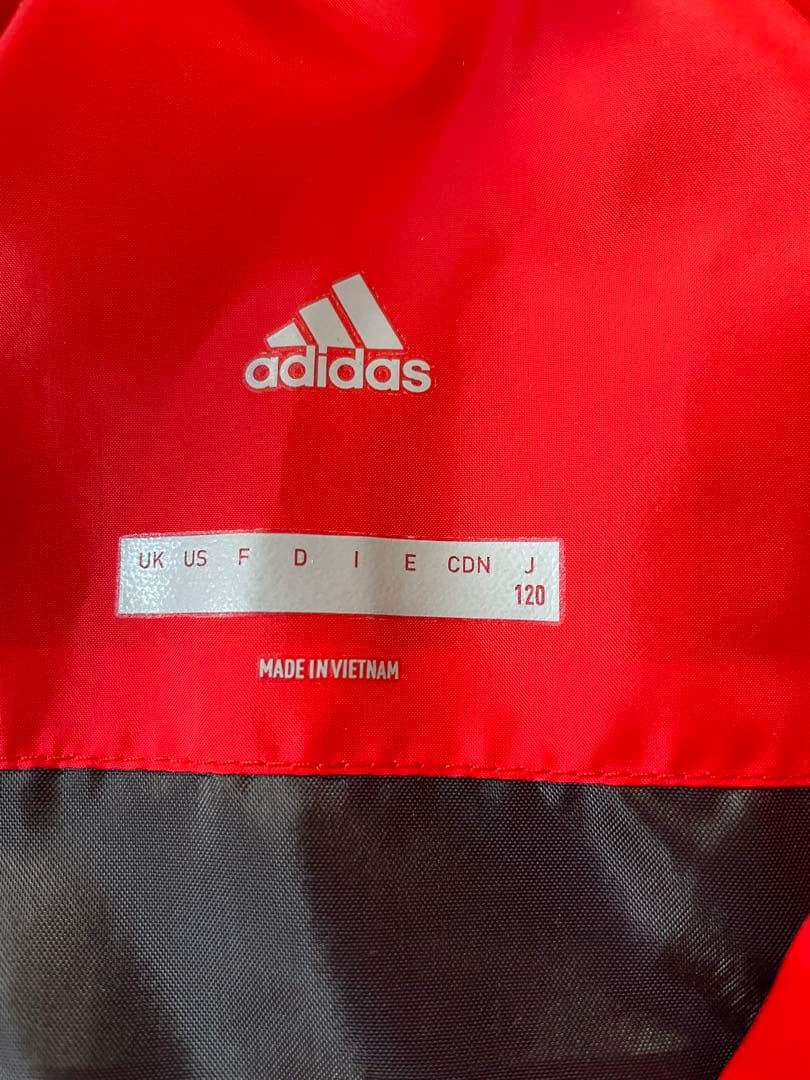 adidas
UK US F D I E CDN J
120
MADE IN VIETNAM